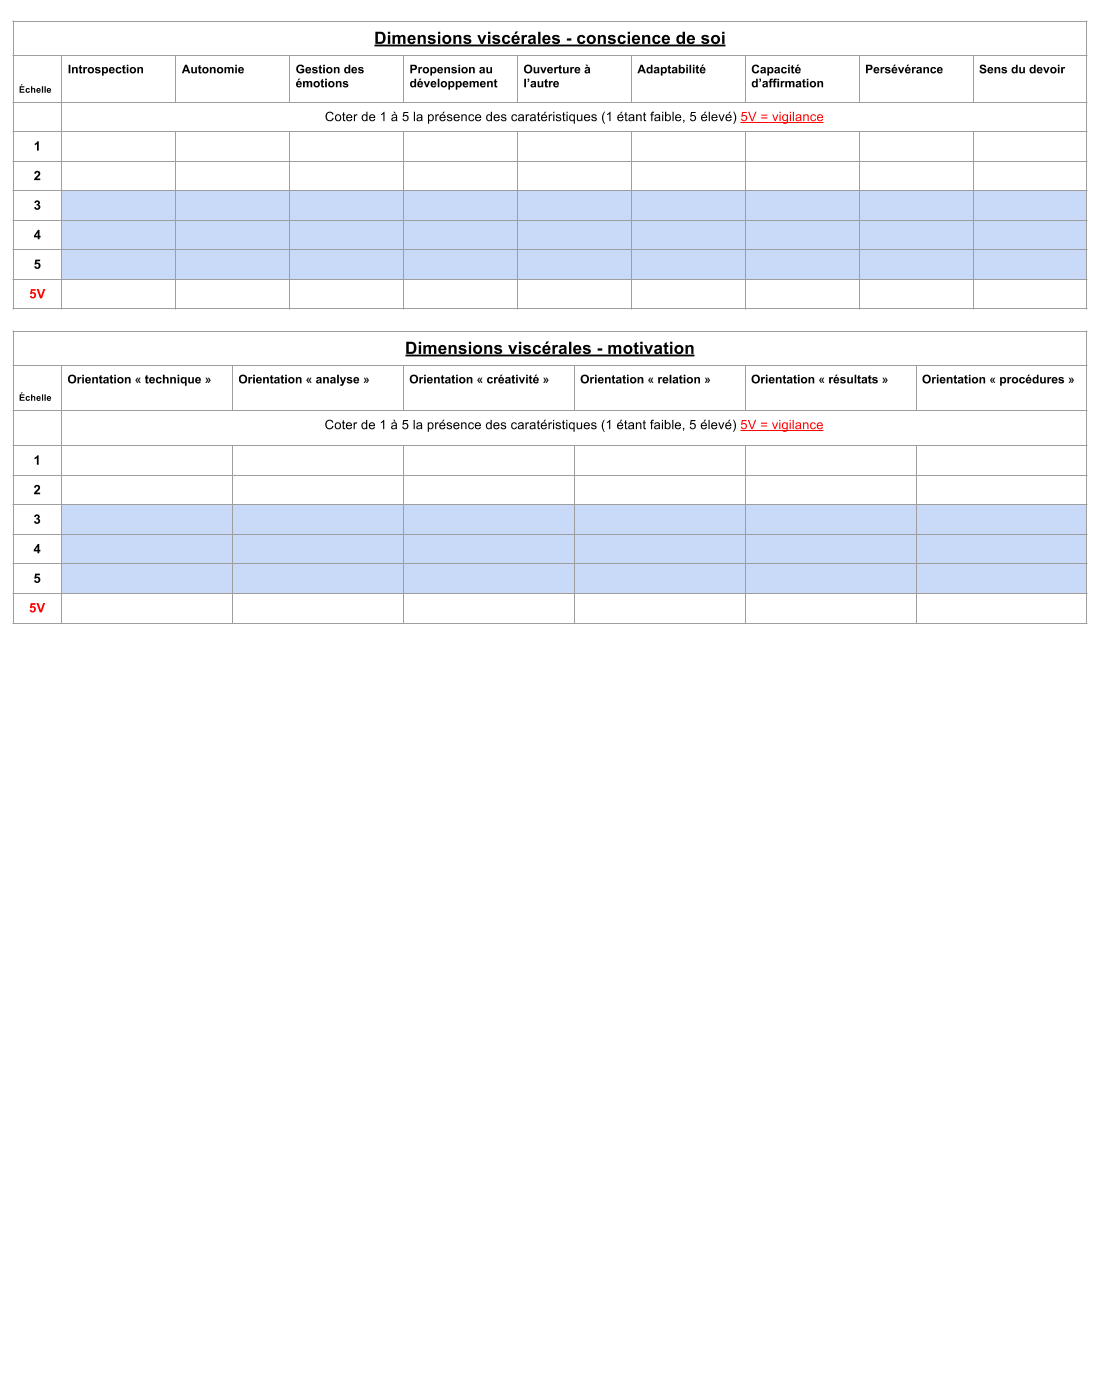 Dimensions viscérales - conscience de soi
Échelle Introspection Autonomie Gestion des émotions Propension au développement Ouverture à l’autre Adaptabilité Capacité d’affirmation Persévérance Sens du devoir
Coter de 1 à 5 la présence des caratéristiques (1 étant faible, 5 élevé) 5V = vigilance
1
2
3
4
5
5V
Dimensions viscérales - motivation
Échelle Orientation « technique » Orientation « analyse » Orientation « créativité » Orientation « relation » Orientation « résultats » Orientation « procédures »
Coter de 1 à 5 la présence des caratéristiques (1 étant faible, 5 élevé) 5V = vigilance
1
2
3
4
5
5V